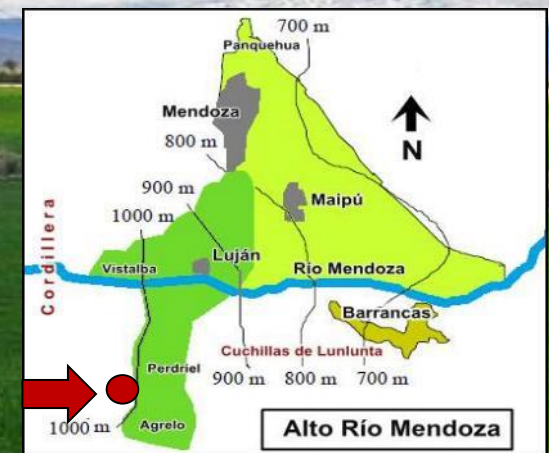 700 m
Panquehua
Mendoza
800 m
N
900 m
Maipú
1000 m
Luján
Vistalba
Río Mendoza
Cordillera
Barrancas
Cuchillas de Lunlunta
Perdriel
900 m
800 m
700 m
1000 m
Agrelo
Alto Río Mendoza